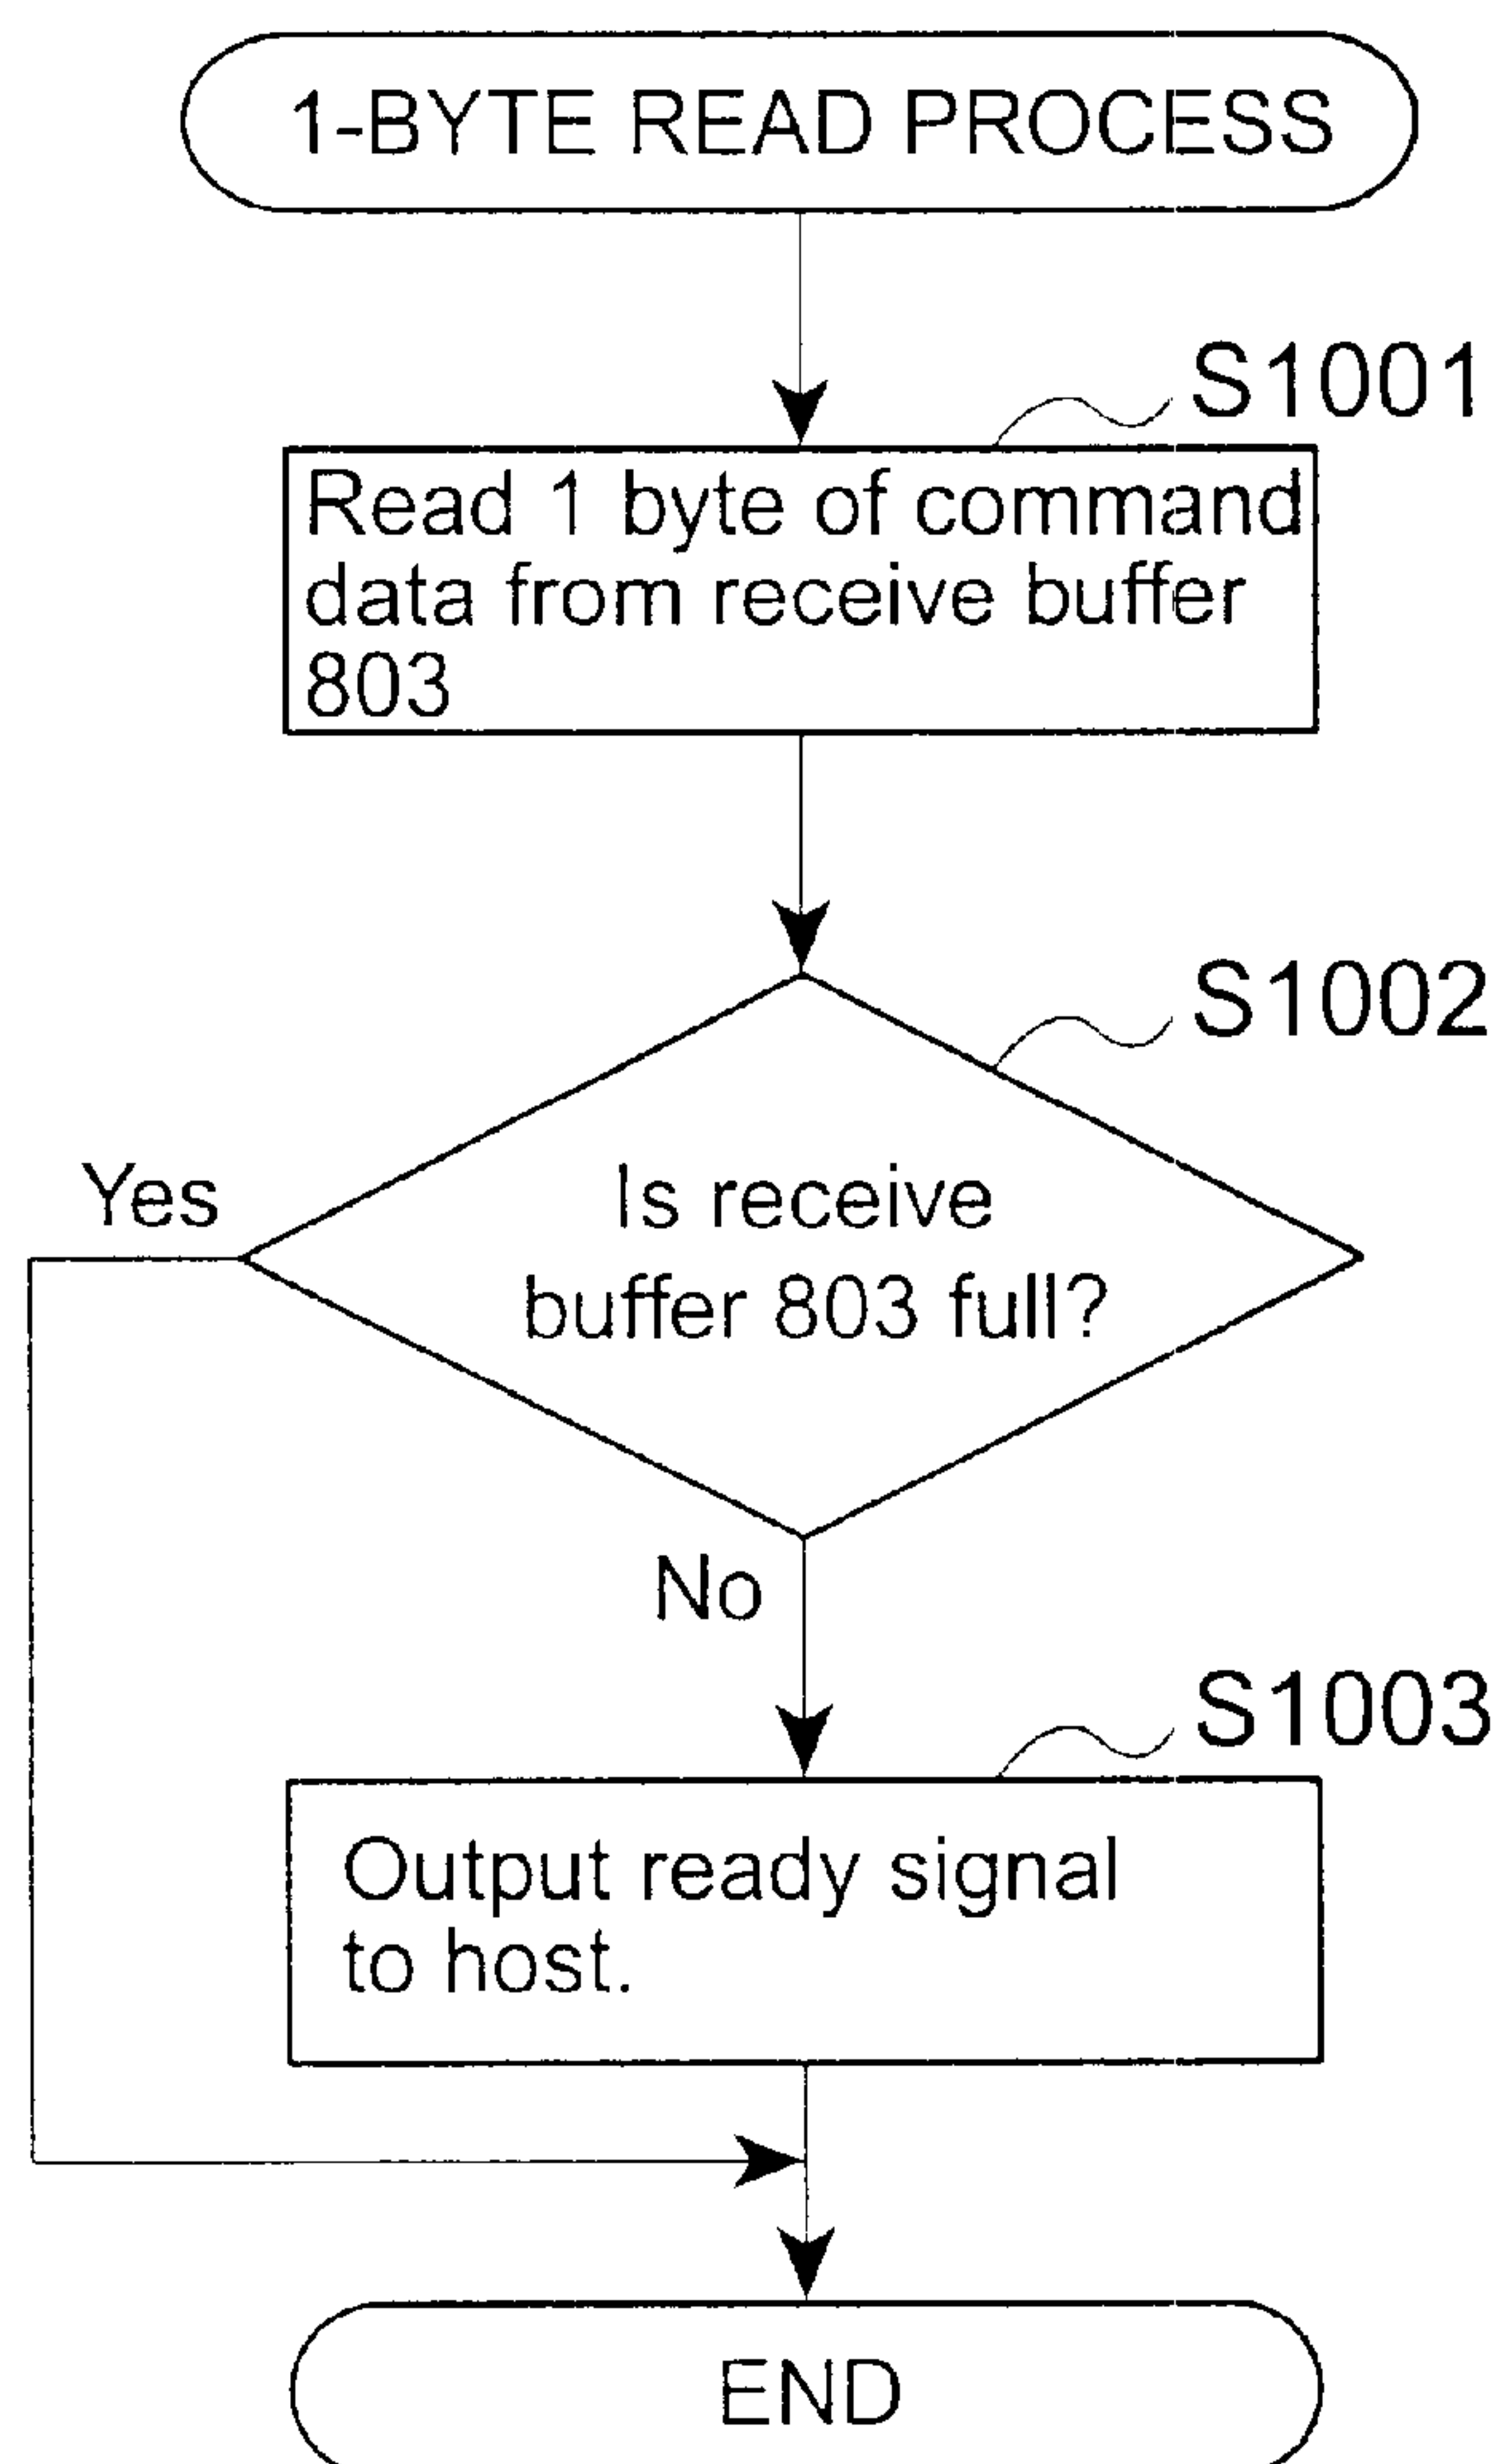 1-BYTE READ PROCESS
S1001
Read 1 byte of command
data from receive buffer
803
S1002
Yes
Is receive
buffer 803 full?
No
S1003
Output ready signal
to host.
END